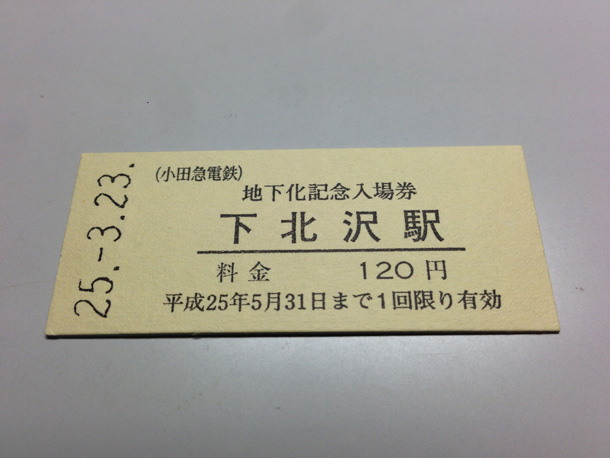 25.-3.23.
(小田急電鉄)
地下化記念入場券
下北沢駅
料金 120円
平成25年5月31日まで1回限り有効